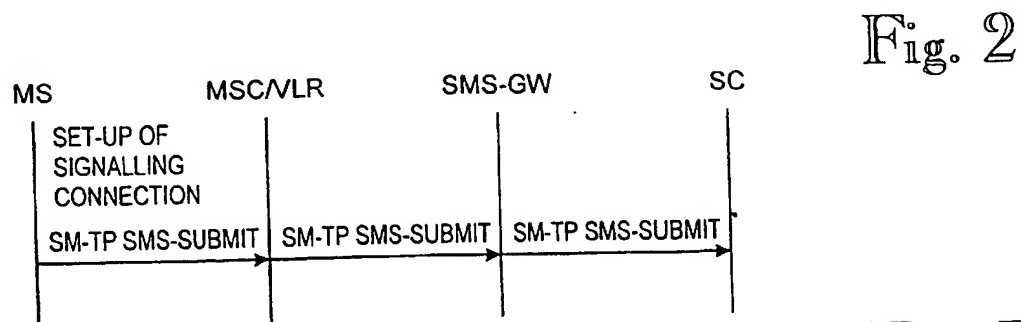 Fig. 2
MS MSC/VLR SMS-GW SC
SET-UP OF
SIGNALLING
CONNECTION
SM-TP SMS-SUBMIT SM-TP SMS-SUBMIT SM-TP SMS-SUBMIT